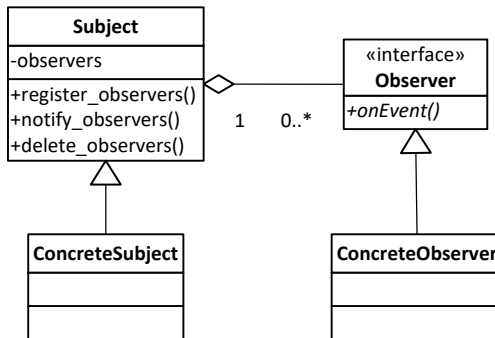 Subject
-observers
+register_observers()
+notify_observers()
+delete_observers()
«interface»
Observer
+onEvent()
1
0..*
ConcreteSubject
ConcreteObserver